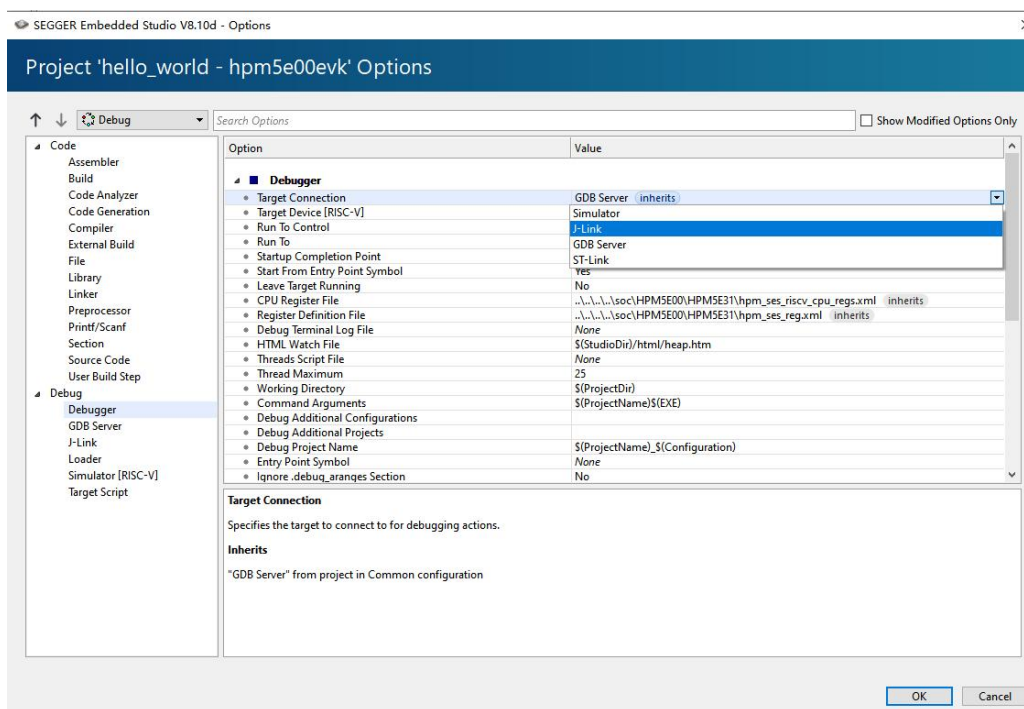 SEGGER Embedded Studio V8.10d - Options
Project 'hello_world - hpm5e00evk' Options
Debug
Search Options
Show Modified Options Only
Code
Assembler
Build
Code Analyzer
Code Generation
Compiler
External Build
File
Library
Linker
Preprocessor
Printf/Scanf
Section
Source Code
User Build Step
Debug
Debugger
GDB Server
J-Link
Loader
Simulator [RISC-V]
Target Script
Option Value
Debugger
Target Connection GDB Server inherits
Target Device [RISC-V] Simulator
Run To Control J-Link
Run To GDB Server
Startup Completion Point ST-Link
Start From Entry Point Symbol Yes
Leave Target Running No
CPU Register File ..\..\..\..\soc\HPM5E00\HPM5E31\hpm_ses_riscv_cpu_regs.xml inherits
Register Definition File ..\..\..\..\soc\HPM5E00\HPM5E31\hpm_ses_reg.xml inherits
Debug Terminal Log File None
HTML Watch File $(StudioDir)/html/heap.htm
Threads Script File None
Thread Maximum 25
Working Directory $(ProjectDir)
Command Arguments $(ProjectName)$(EXE)
Debug Additional Configurations
Debug Additional Projects
Debug Project Name $(ProjectName)_$(Configuration)
Entry Point Symbol None
Ignore .debug_aranges Section No
Target Connection
Specifies the target to connect to for debugging actions.
Inherits
"GDB Server" from project in Common configuration
OK Cancel